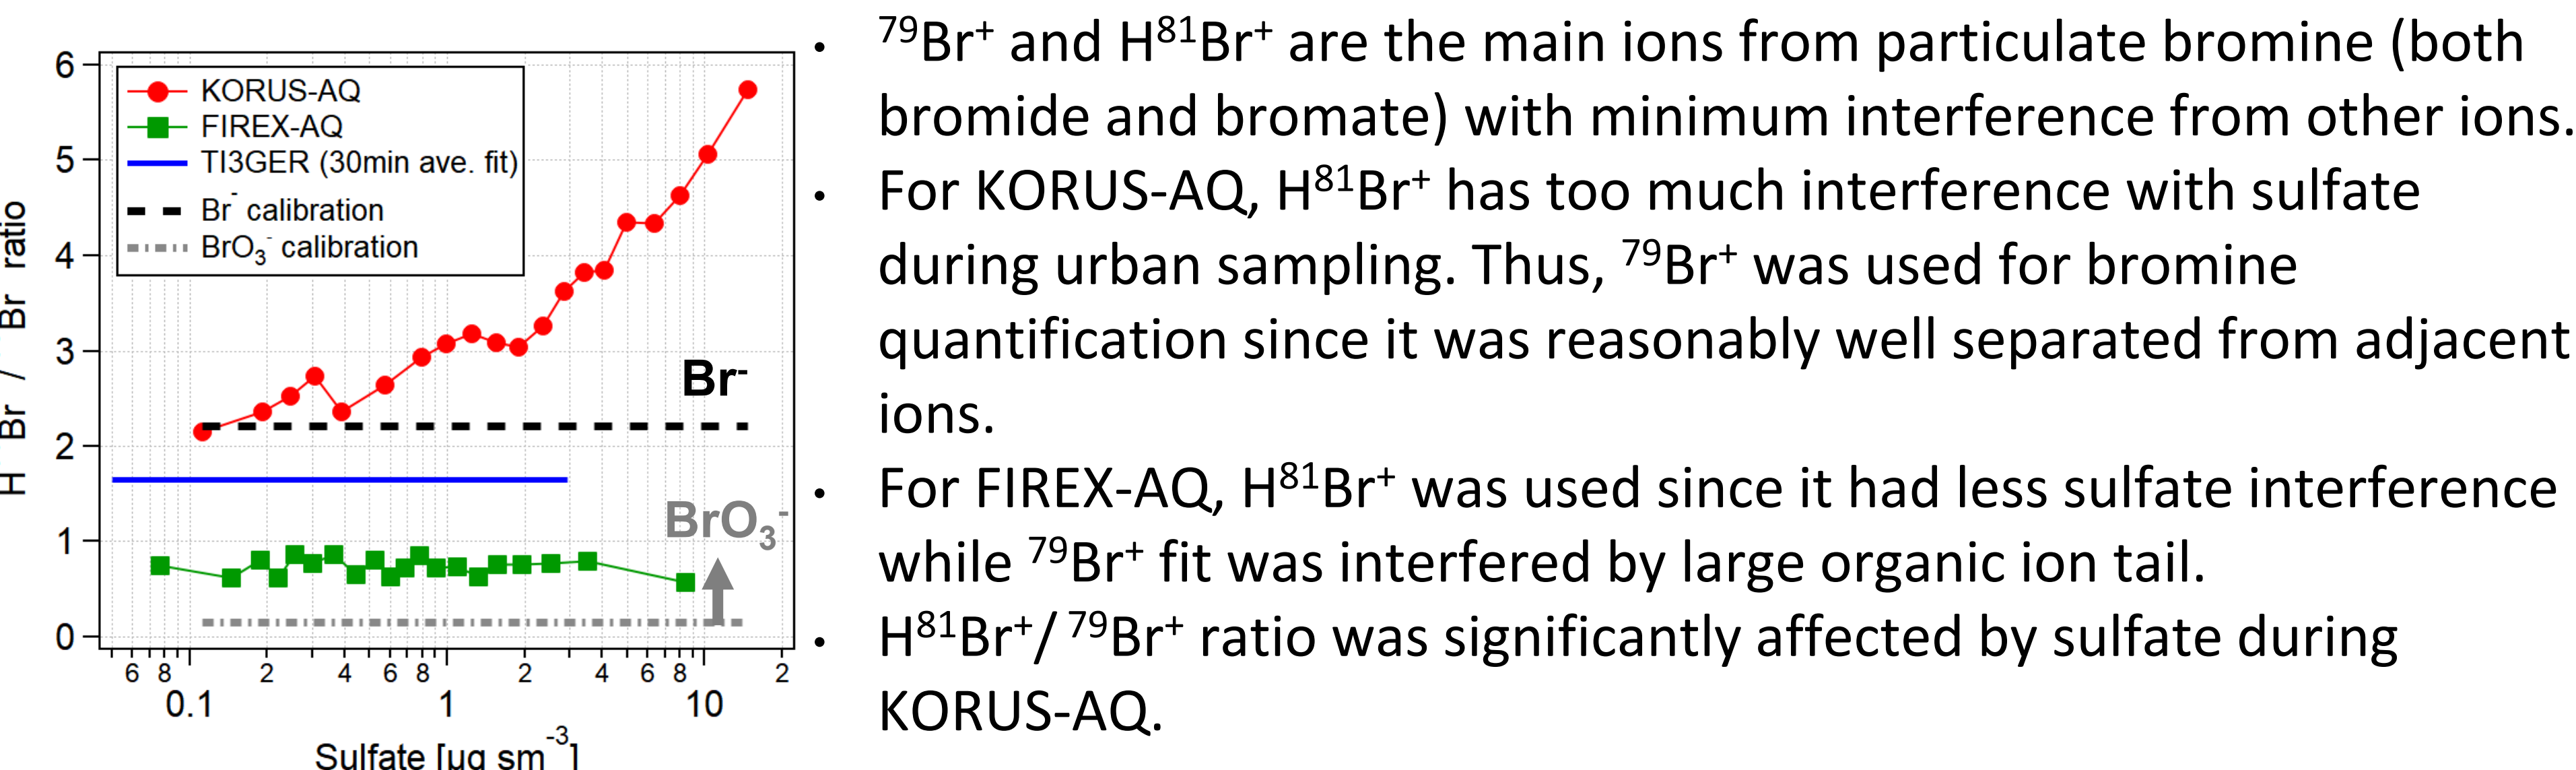 6
5
4
3
2
1
0
H Br / Br ratio
KORUS-AQ
FIREX-AQ
TI3GER (30min ave. fit)
Br⁻ calibration
BrO₃⁻ calibration
Br⁻
BrO₃⁻
6 8 2 4 6 8 2 4 6 8 2
0.1 1 10
Sulfate [µg sm⁻³]
• ⁷⁹Br⁺ and H⁸¹Br⁺ are the main ions from particulate bromine (both
bromide and bromate) with minimum interference from other ions.
• For KORUS-AQ, H⁸¹Br⁺ has too much interference with sulfate
during urban sampling. Thus, ⁷⁹Br⁺ was used for bromine
quantification since it was reasonably well separated from adjacent
ions.
• For FIREX-AQ, H⁸¹Br⁺ was used since it had less sulfate interference
while ⁷⁹Br⁺ fit was interfered by large organic ion tail.
• H⁸¹Br⁺/ ⁷⁹Br⁺ ratio was significantly affected by sulfate during
KORUS-AQ.